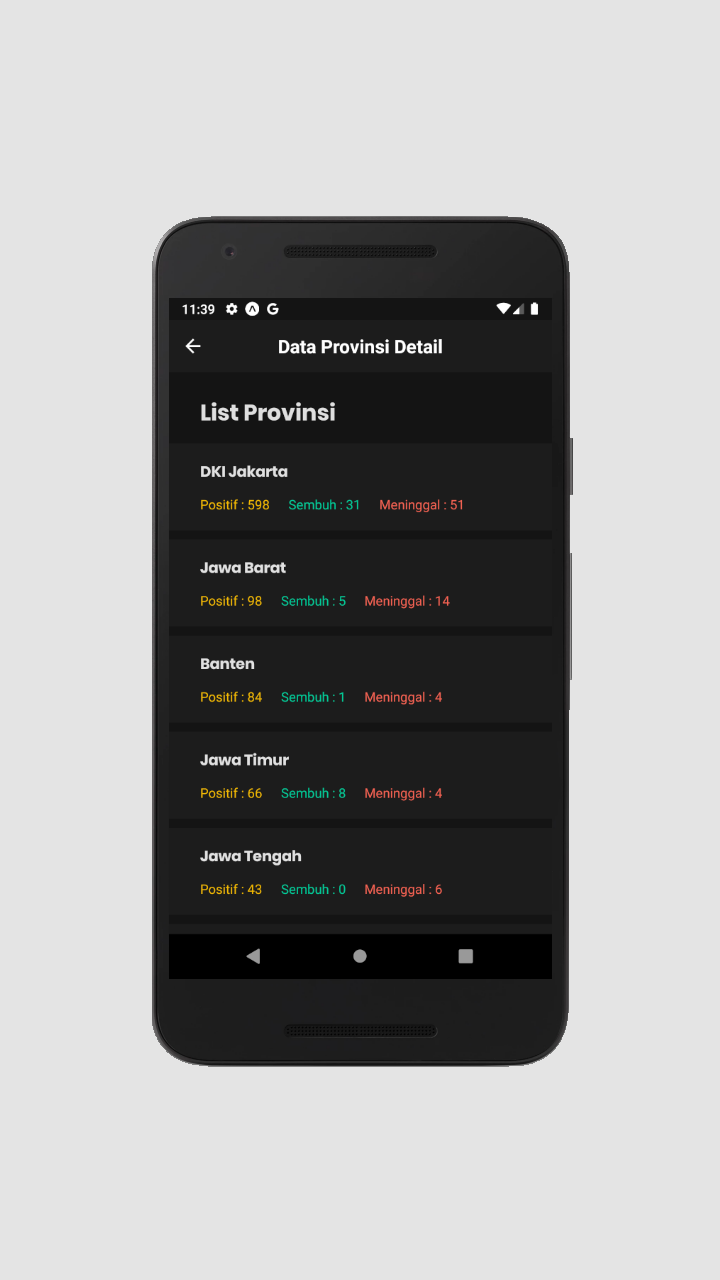 11:39
Data Provinsi Detail
List Provinsi
DKI Jakarta
Positif : 598 Sembuh : 31 Meninggal : 51
Jawa Barat
Positif : 98 Sembuh : 5 Meninggal : 14
Banten
Positif : 84 Sembuh : 1 Meninggal : 4
Jawa Timur
Positif : 66 Sembuh : 8 Meninggal : 4
Jawa Tengah
Positif : 43 Sembuh : 0 Meninggal : 6